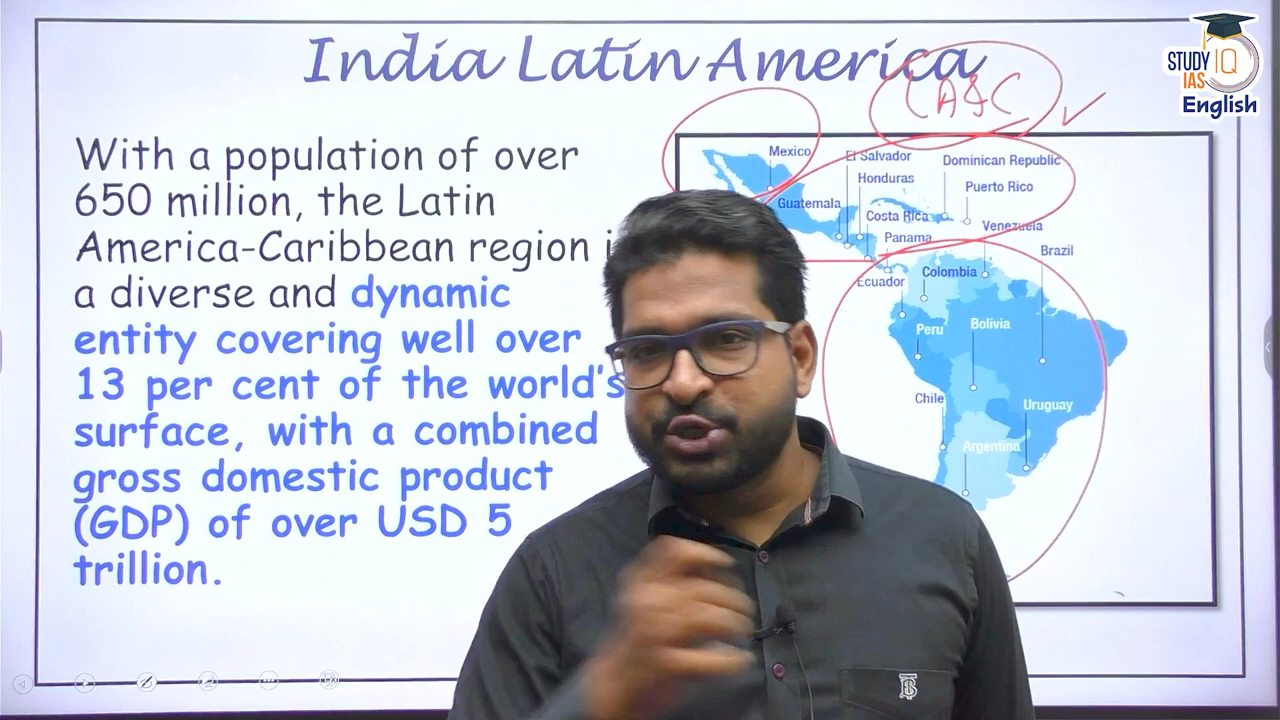 India Latin America
LA&C
STUDY IQ
IAS
English
With a population of over
650 million, the Latin
America-Caribbean region
a diverse and dynamic
entity covering well over
13 per cent of the world's
surface, with a combined
gross domestic product
(GDP) of over USD 5
trillion.
Mexico
El Salvador
Dominican Republic
Honduras
Puerto Rico
Guatemala
Costa Rica
Venezuela
Panama
Brazil
Ecuador
Colombia
Peru
Bolivia
Chile
Uruguay
Argentina